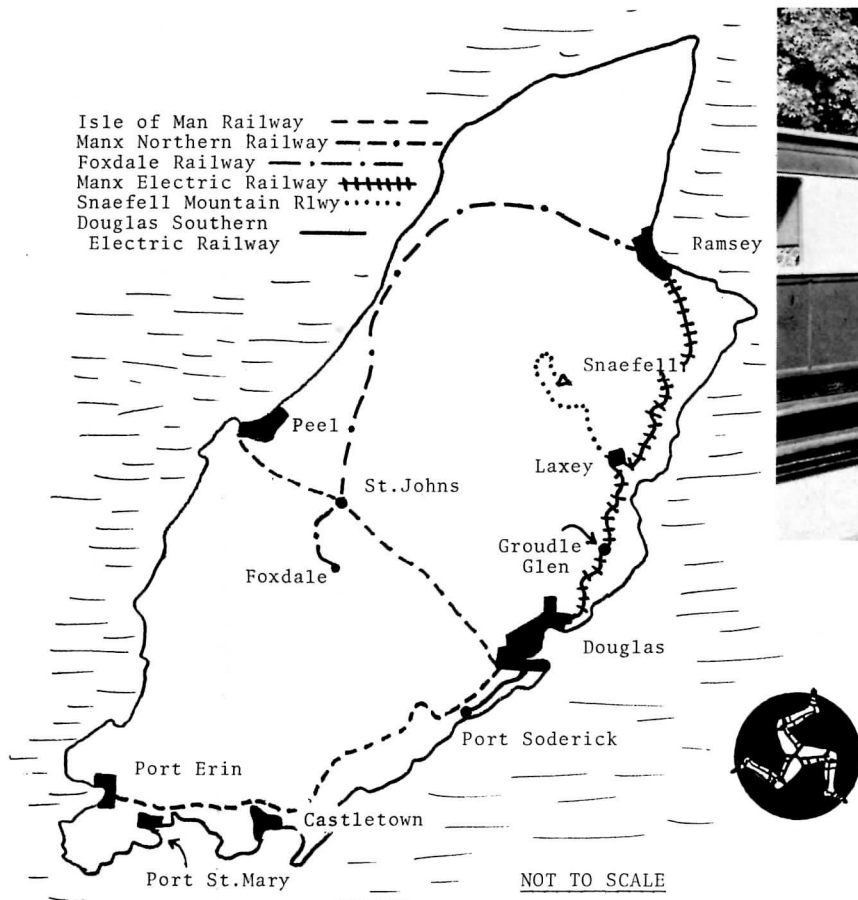 Isle of Man Railway
Manx Northern Railway
Foxdale Railway
Manx Electric Railway
Snaefell Mountain Rlwy
Douglas Southern
Electric Railway
Ramsey
Snaefell
Peel
Laxey
St.Johns
Groudle
Glen
Foxdale
Douglas
Port Soderick
Port Erin
Castletown
Port St.Mary
NOT TO SCALE